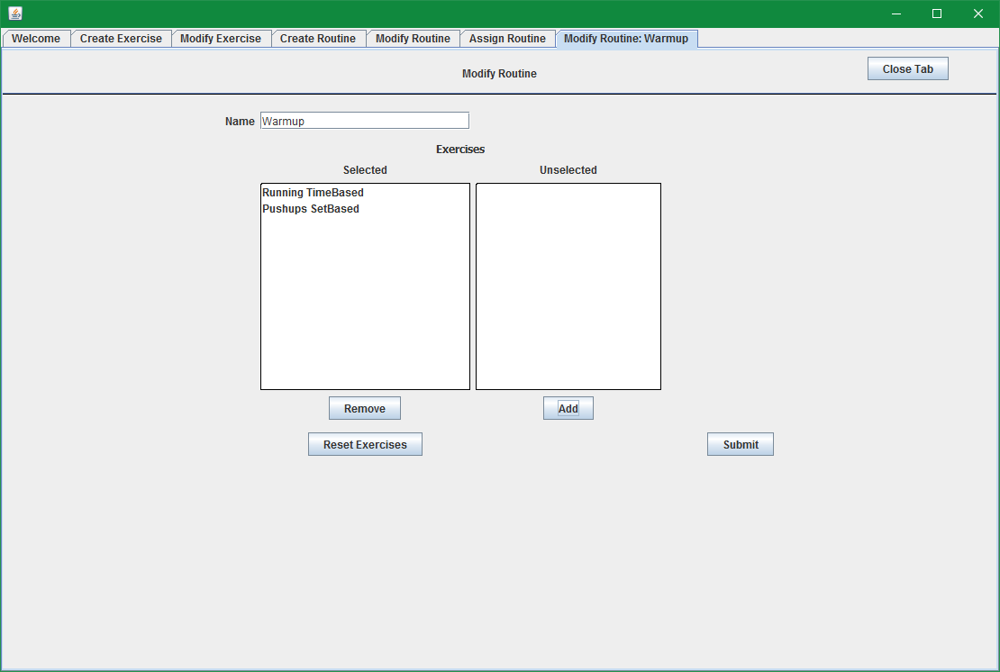 Welcome Create Exercise Modify Exercise Create Routine Modify Routine Assign Routine Modify Routine: Warmup
Modify Routine Close Tab
Name Warmup
Exercises
Selected Unselected
Running TimeBased
Pushups SetBased
Remove Add
Reset Exercises Submit